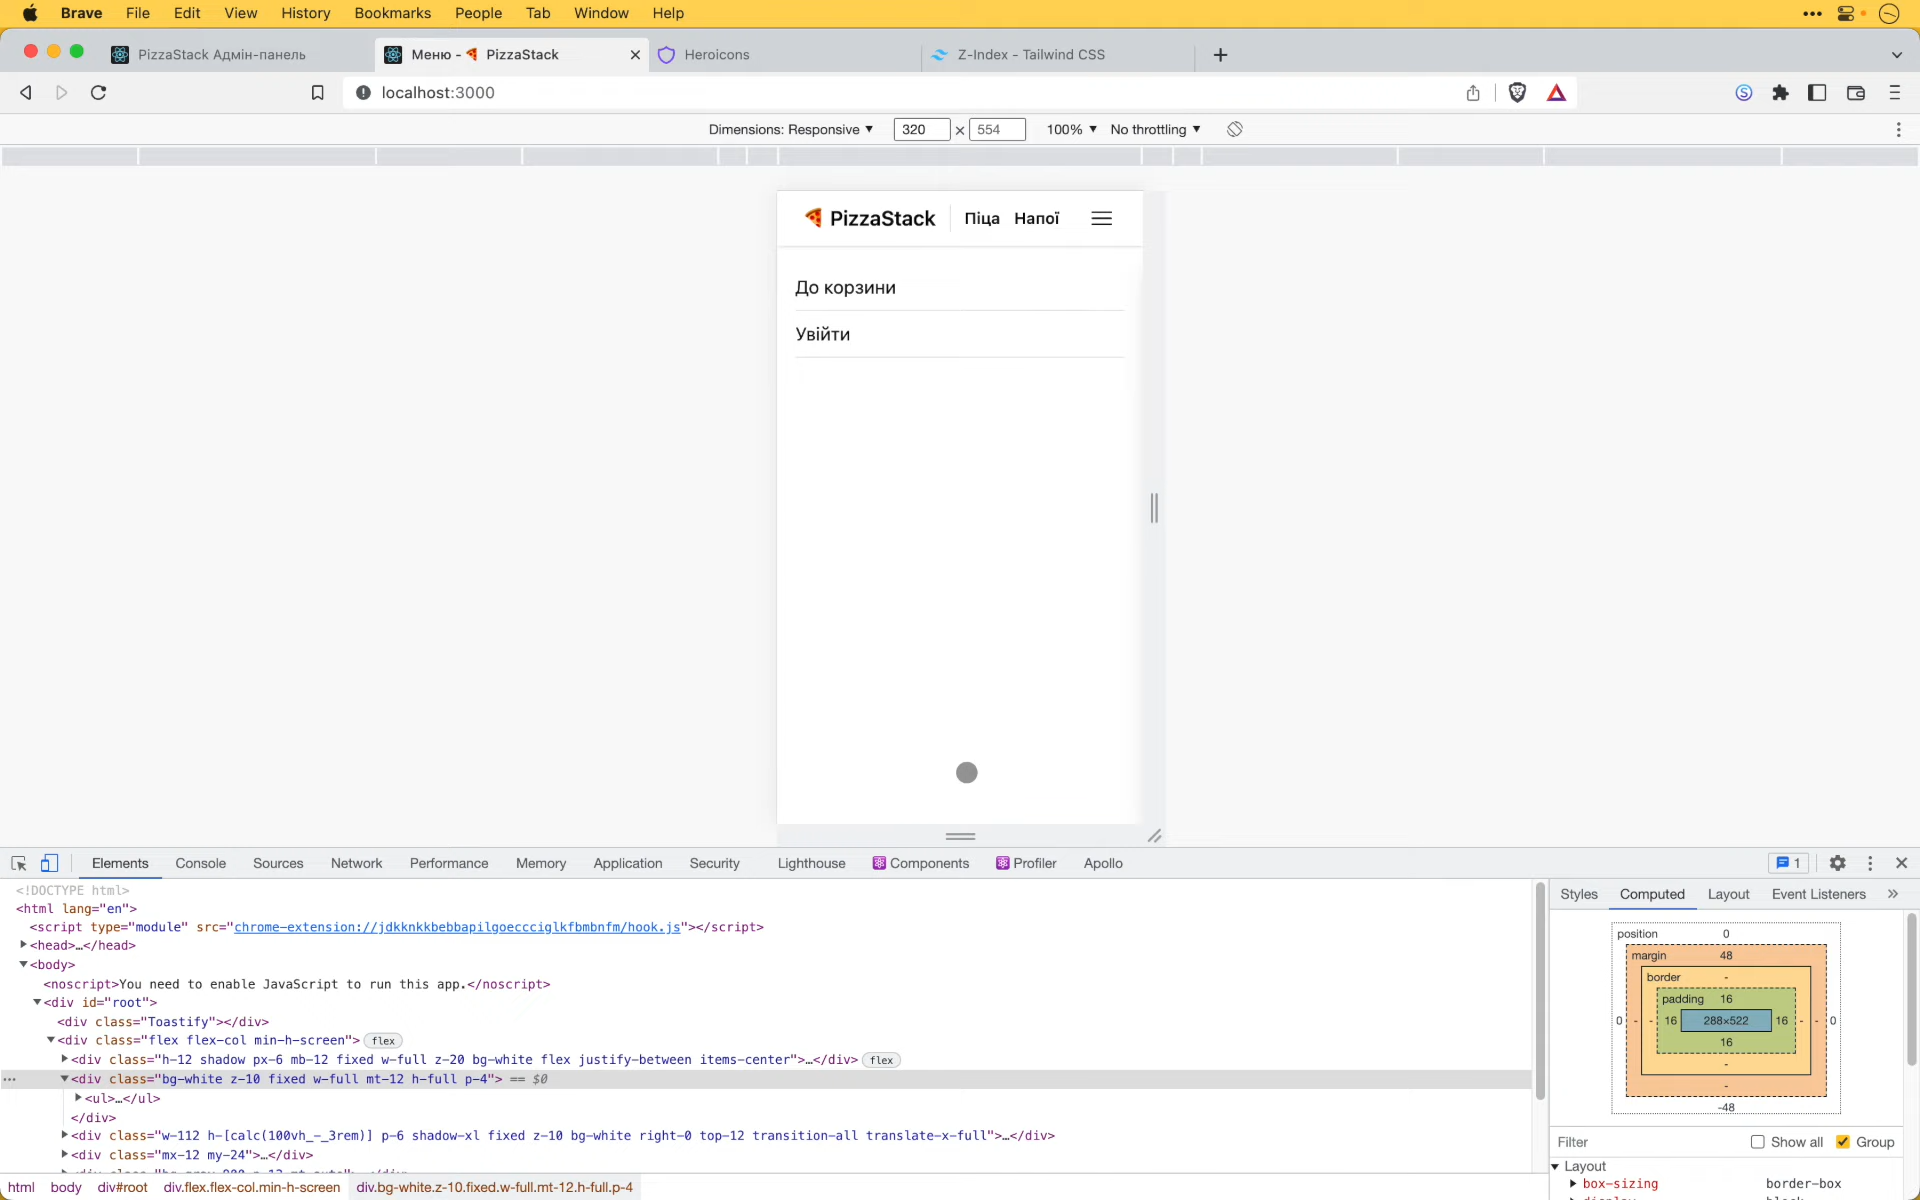 Brave File Edit View History Bookmarks People Tab Window Help
PizzaStack Адмін-панель
Меню - 🍕 PizzaStack
Heroicons
Z-Index - Tailwind CSS
localhost:3000
Dimensions: Responsive 320 × 554 100% No throttling
🍕 PizzaStack Піца Напої
До корзини
Увійти
Elements Console Sources Network Performance Memory Application Security Lighthouse Components Profiler Apollo 1
<!DOCTYPE html>
<html lang="en">
<script type="module" src="chrome-extension://jdkknkkbebbapilgoeccciglkfbmbnfm/hook.js"></script>
<head>…</head>
<body>
<noscript>You need to enable JavaScript to run this app.</noscript>
<div id="root">
<div class="Toastify"></div>
<div class="flex flex-col min-h-screen"> flex
<div class="h-12 shadow px-6 mb-12 fixed w-full z-20 bg-white flex justify-between items-center">…</div> flex
<div class="bg-white z-10 fixed w-full mt-12 h-full p-4"> == $0
<ul>…</ul>
</div>
<div class="w-112 h-[calc(100vh_-_3rem)] p-6 shadow-xl fixed z-10 bg-white right-0 top-12 transition-all translate-x-full">…</div>
<div class="mx-12 my-24">…</div>
html body div#root div.flex.flex-col.min-h-screen div.bg-white.z-10.fixed.w-full.mt-12.h-full.p-4
Styles Computed Layout Event Listeners
position 0
margin 48
border -
padding 16
0 - - 16 288×522 16 - - 0
16
-
-
-48
Filter Show all Group
Layout
box-sizing border-box